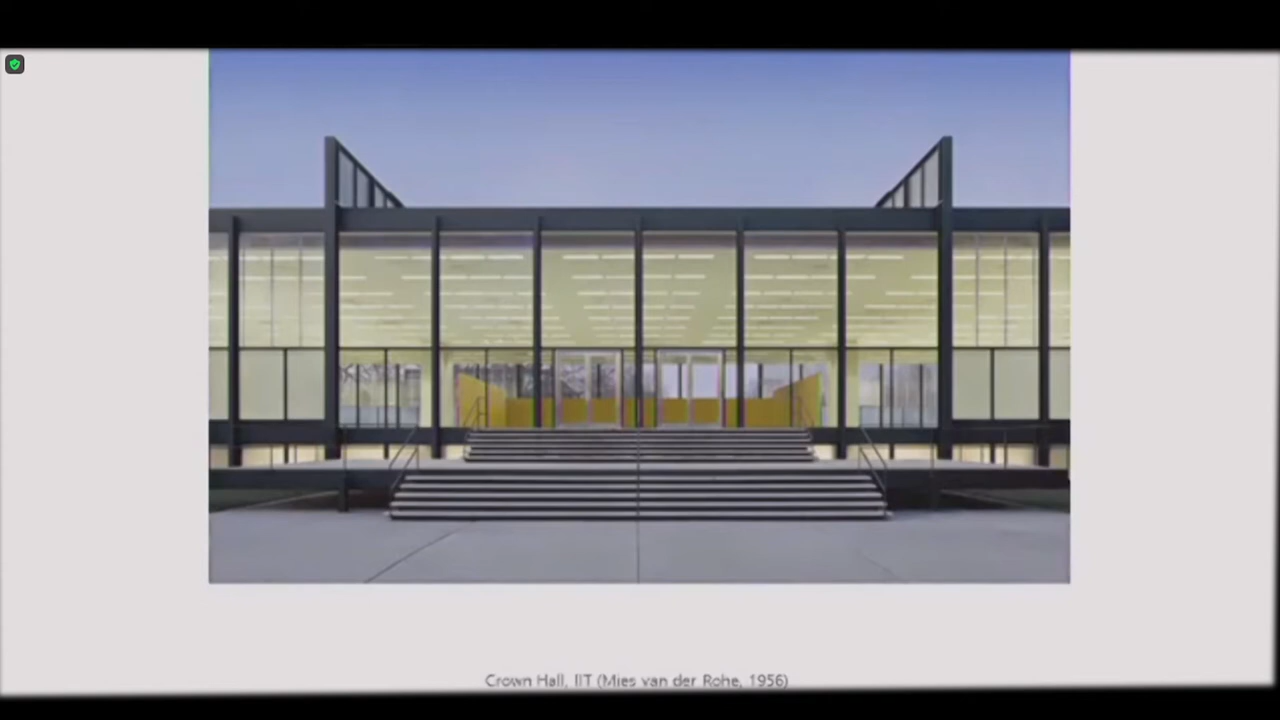 Crown Hall, IIT (Mies van der Rohe, 1956)